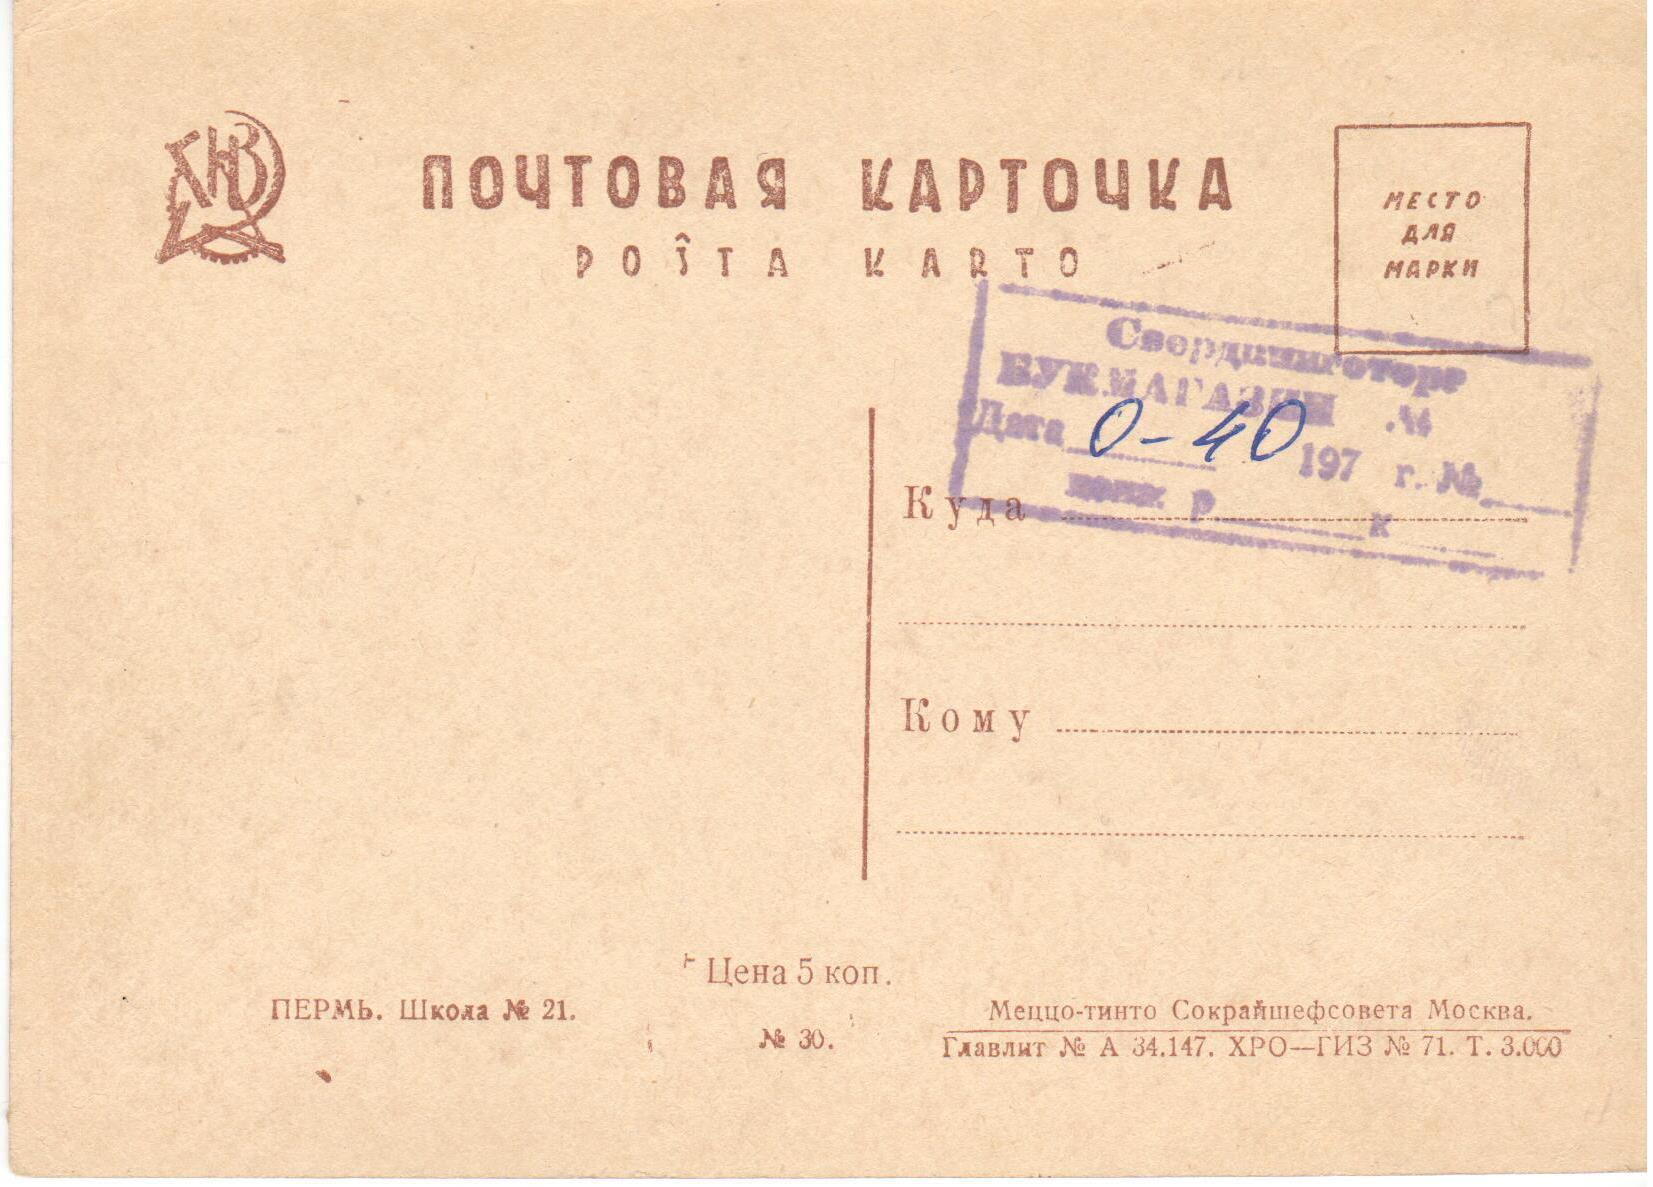 ПОЧТОВАЯ КАРТОЧКА
POŜTA KARTO
МЕСТО
ДЛЯ
МАРКИ
Свердкниготорг
БУКМАГАЗИН №
Дата 0-40 197 г. №
р к
Куда
Кому
Цена 5 коп.
ПЕРМЬ. Школа № 21.
№ 30.
Меццо-тинто Сокрайшефсовета Москва.
Главлит № А 34.147. ХРО—ГИЗ № 71. Т. 3.000